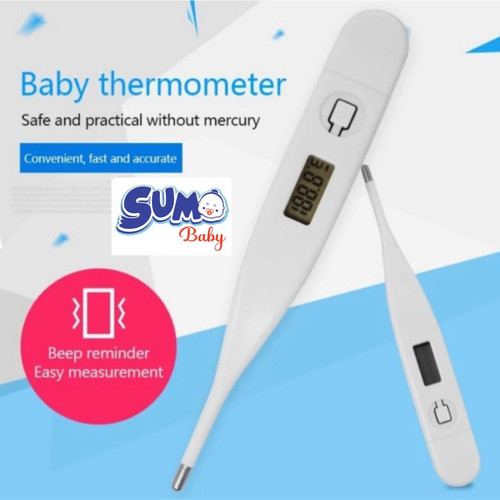 Baby thermometer
Safe and practical without mercury
Convenient, fast and accurate
SUMO
Baby
Beep reminder
Easy measurement